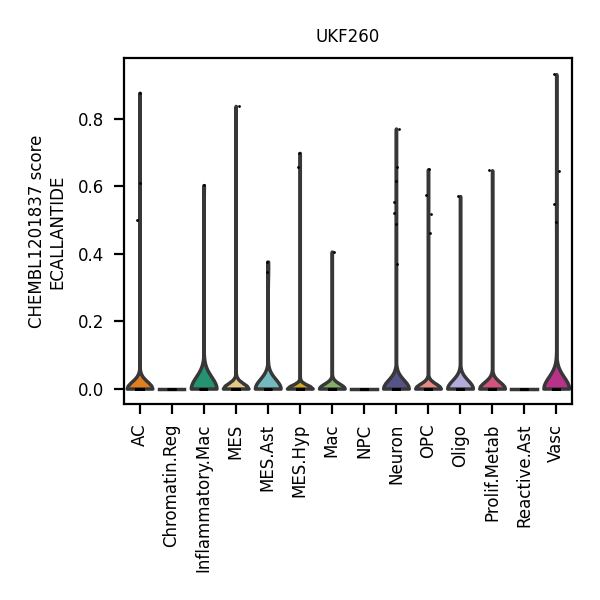 UKF260
CHEMBL1201837 score
ECALLANTIDE
0.8
0.6
0.4
0.2
0.0
AC
Chromatin.Reg
Inflammatory.Mac
MES
MES.Ast
MES.Hyp
Mac
NPC
Neuron
OPC
Oligo
Prolif.Metab
Reactive.Ast
Vasc